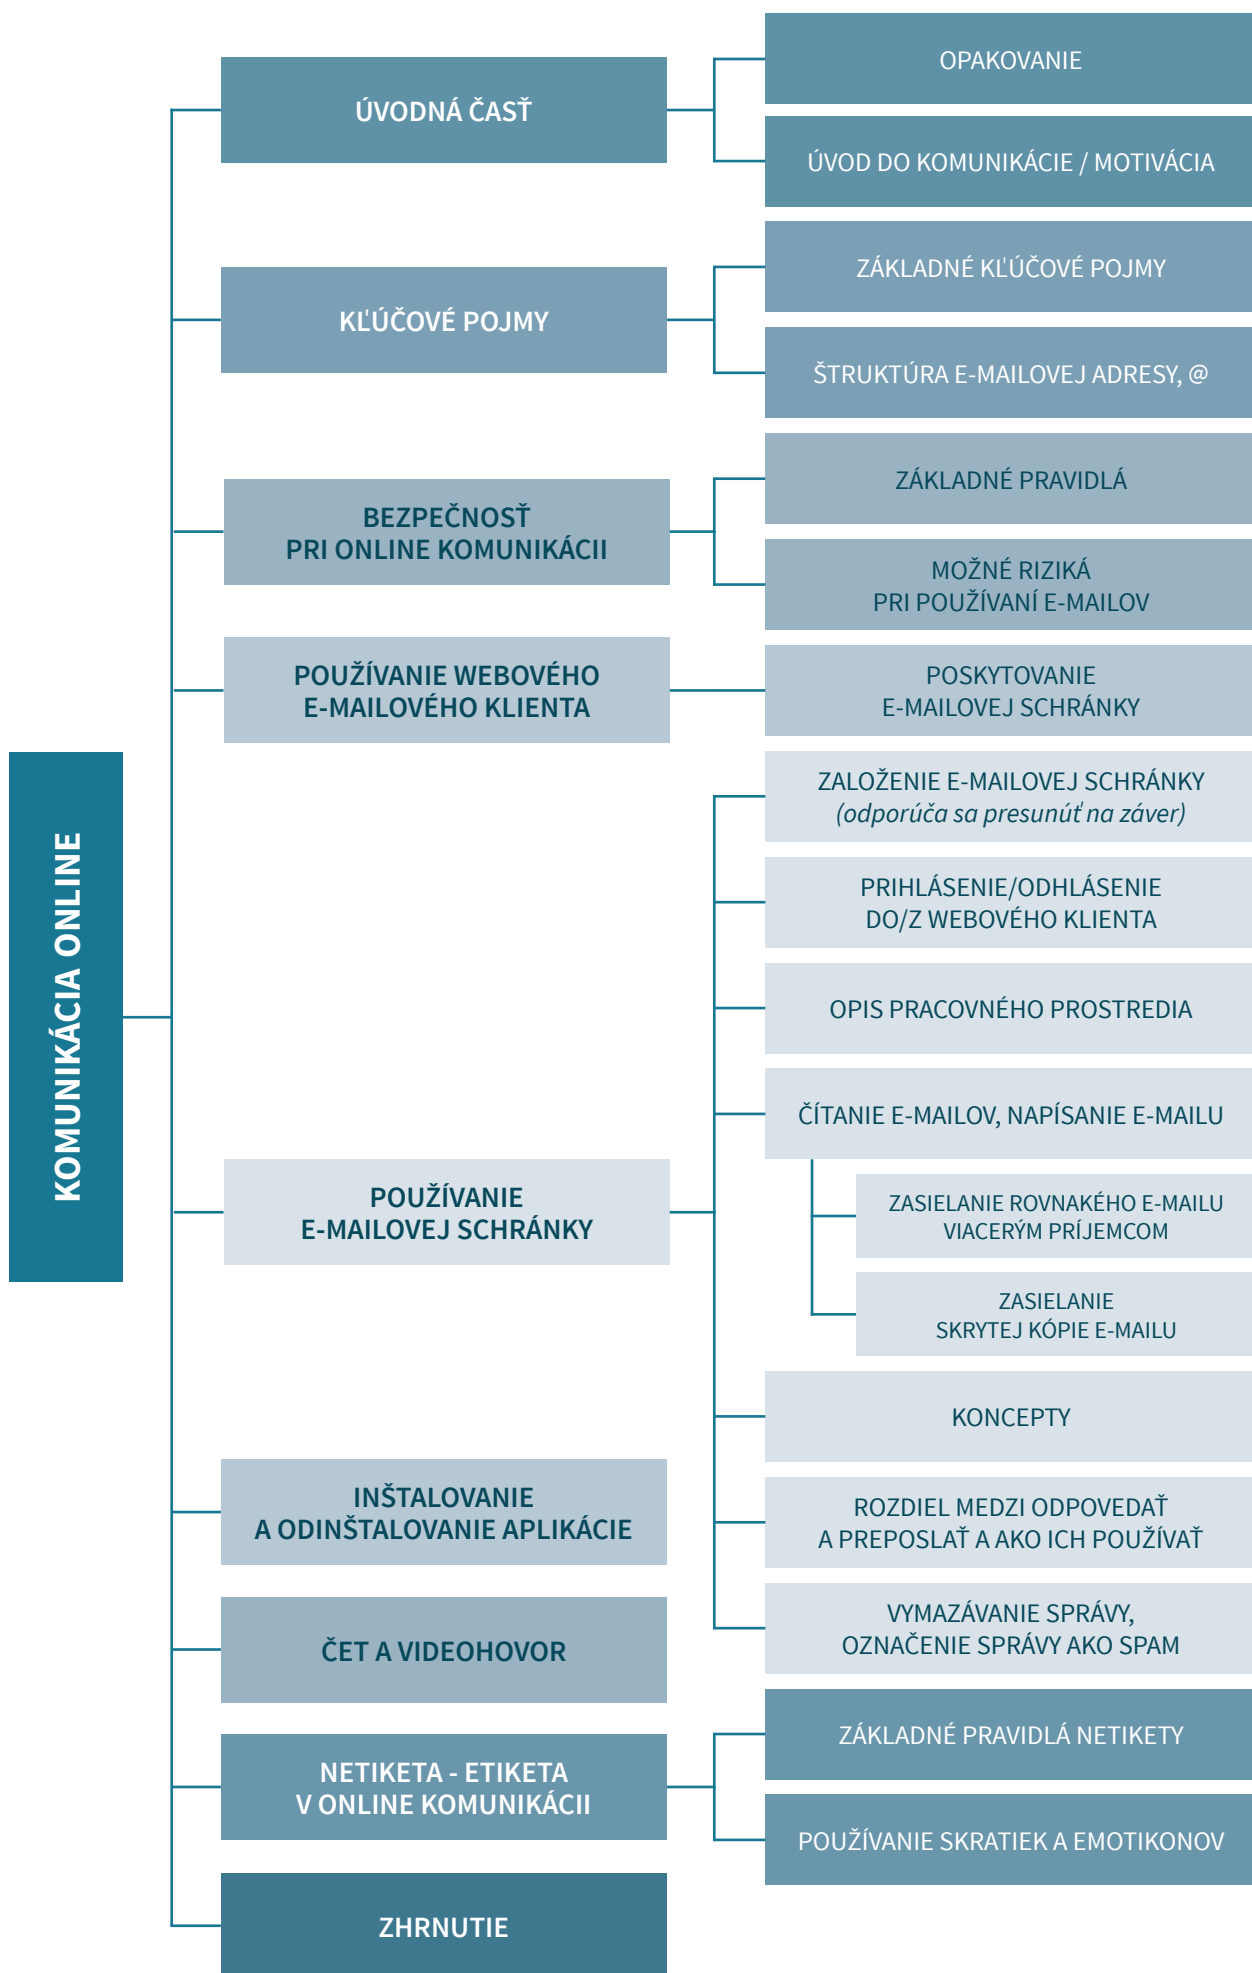 KOMUNIKÁCIA ONLINE
ÚVODNÁ ČASŤ
OPAKOVANIE
ÚVOD DO KOMUNIKÁCIE / MOTIVÁCIA
KĽÚČOVÉ POJMY
ZÁKLADNÉ KĽÚČOVÉ POJMY
ŠTRUKTÚRA E-MAILOVEJ ADRESY, @
BEZPEČNOSŤ
PRI ONLINE KOMUNIKÁCII
ZÁKLADNÉ PRAVIDLÁ
MOŽNÉ RIZIKÁ
PRI POUŽÍVANÍ E-MAILOV
POUŽÍVANIE WEBOVÉHO
E-MAILOVÉHO KLIENTA
POSKYTOVANIE
E-MAILOVEJ SCHRÁNKY
POUŽÍVANIE
E-MAILOVEJ SCHRÁNKY
ZALOŽENIE E-MAILOVEJ SCHRÁNKY
(odporúča sa presunúť na záver)
PRIHLÁSENIE/ODHLÁSENIE
DO/Z WEBOVÉHO KLIENTA
OPIS PRACOVNÉHO PROSTREDIA
ČÍTANIE E-MAILOV, NAPÍSANIE E-MAILU
ZASIELANIE ROVNAKÉHO E-MAILU
VIACERÝM PRÍJEMCOM
ZASIELANIE
SKRYTEJ KÓPIE E-MAILU
KONCEPTY
ROZDIEL MEDZI ODPOVEDAŤ
A PREPOSLAŤ A AKO ICH POUŽÍVAŤ
VYMAZÁVANIE SPRÁVY,
OZNAČENIE SPRÁVY AKO SPAM
INŠTALOVANIE
A ODINŠTALOVANIE APLIKÁCIE
ČET A VIDEOHOVOR
NETIKETA - ETIKETA
V ONLINE KOMUNIKÁCII
ZÁKLADNÉ PRAVIDLÁ NETIKETY
POUŽÍVANIE SKRATIEK A EMOTIKONOV
ZHRNUTIE